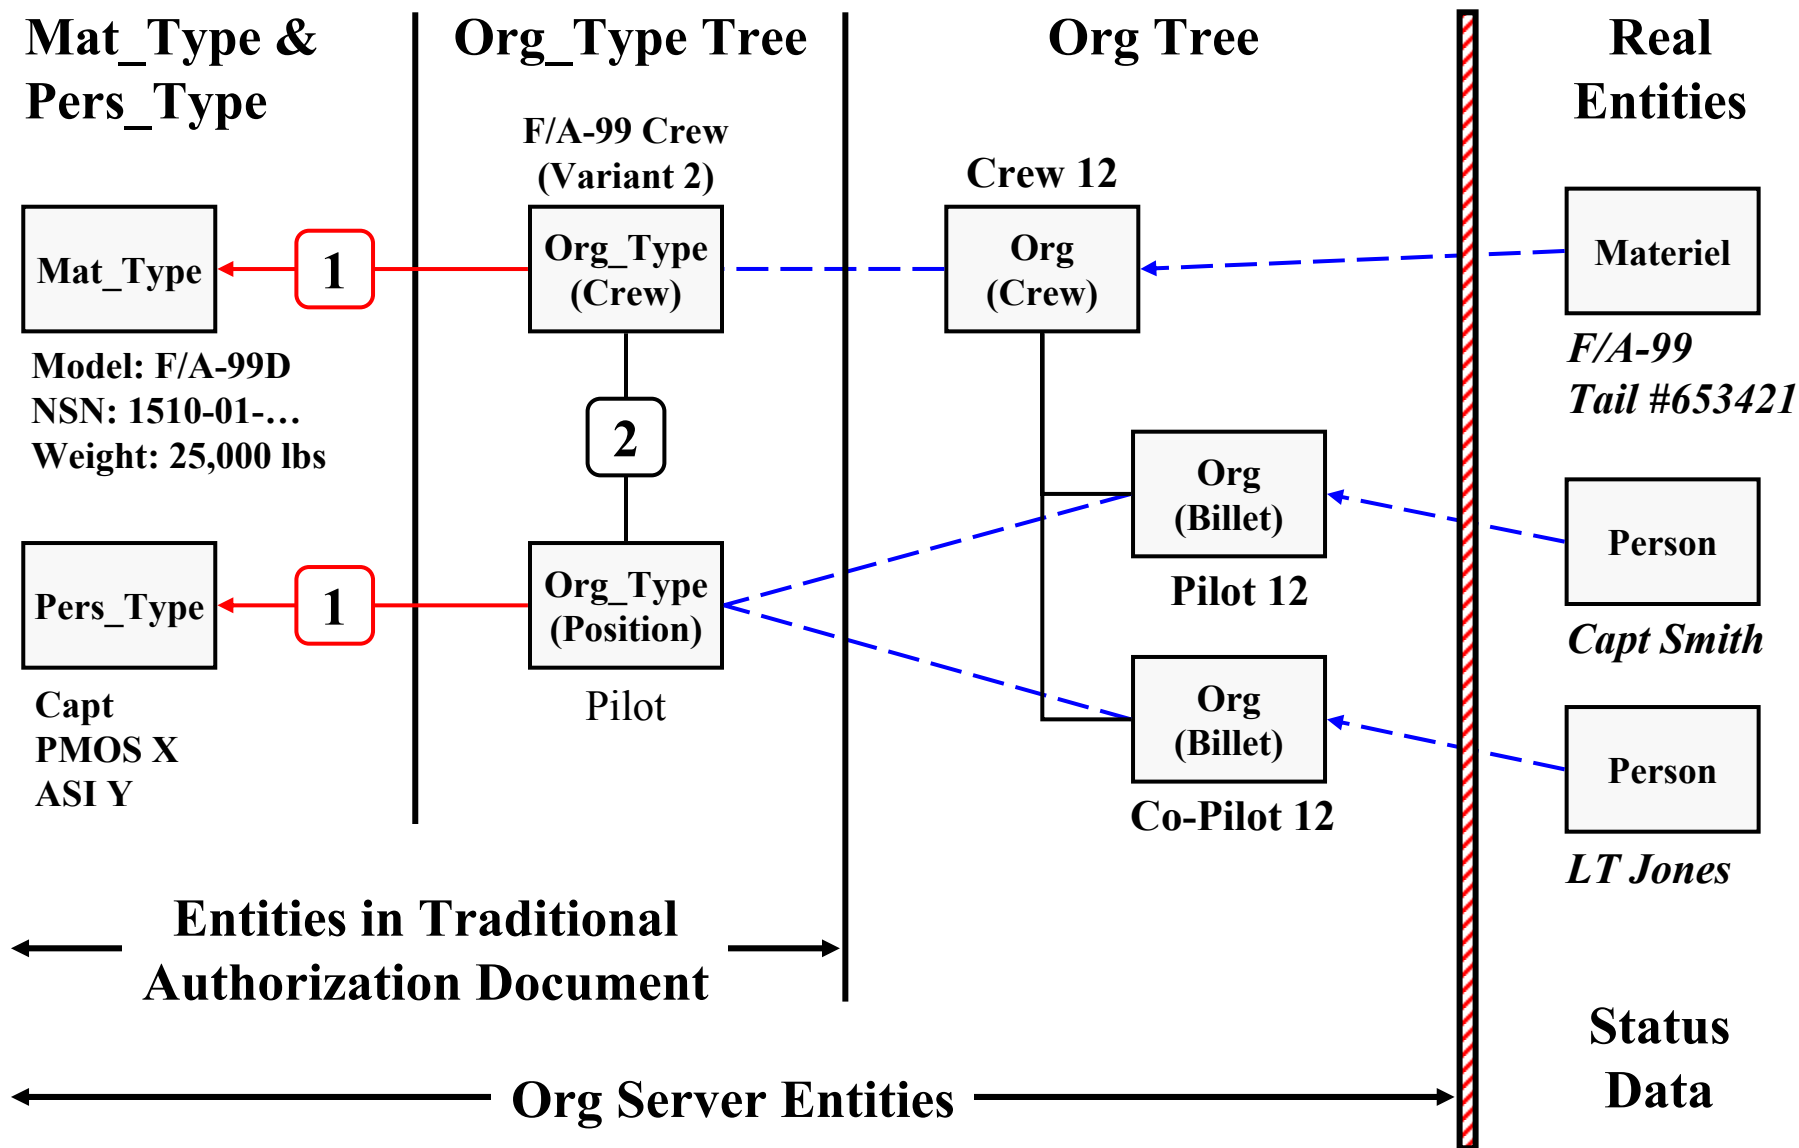 Mat_Type &
Pers_Type
Org_Type Tree
Org Tree
Real
Entities
F/A-99 Crew
(Variant 2)
Crew 12
Mat_Type
1
Org_Type
(Crew)
Org
(Crew)
Materiel
Model: F/A-99D
NSN: 1510-01-…
Weight: 25,000 lbs
F/A-99
Tail #653421
2
Org
(Billet)
Pilot 12
Person
Capt Smith
Pers_Type
1
Org_Type
(Position)
Pilot
Capt
PMOS X
ASI Y
Org
(Billet)
Co-Pilot 12
Person
LT Jones
Entities in Traditional
Authorization Document
Org Server Entities
Status
Data